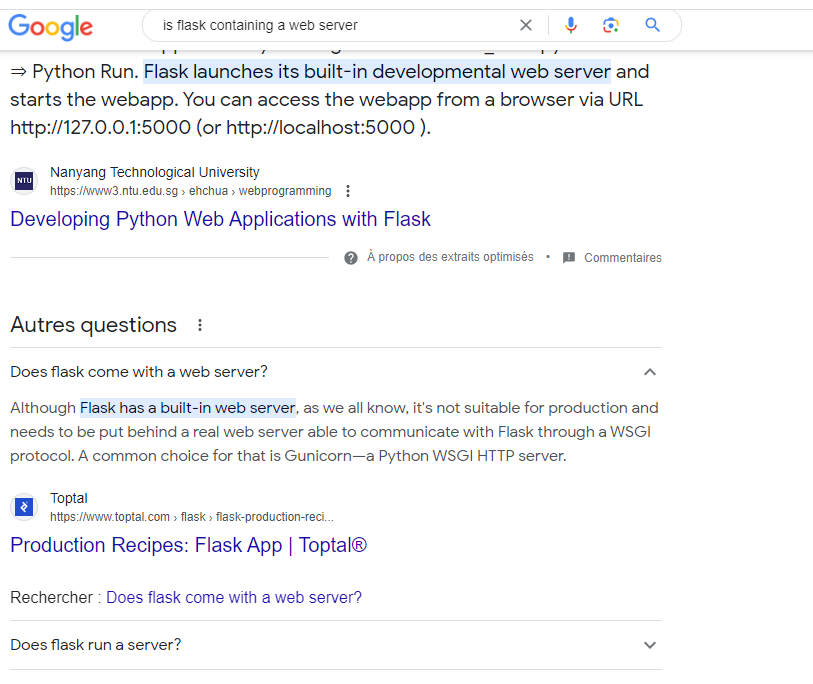 Google
is flask containing a web server
⇒ Python Run. Flask launches its built-in developmental web server and
starts the webapp. You can access the webapp from a browser via URL
http://127.0.0.1:5000 (or http://localhost:5000 ).
NTU
Nanyang Technological University
https://www3.ntu.edu.sg › ehchua › webprogramming
Developing Python Web Applications with Flask
À propos des extraits optimisés • Commentaires
Autres questions
Does flask come with a web server?
Although Flask has a built-in web server, as we all know, it's not suitable for production and
needs to be put behind a real web server able to communicate with Flask through a WSGI
protocol. A common choice for that is Gunicorn—a Python WSGI HTTP server.
Toptal
https://www.toptal.com › flask › flask-production-reci...
Production Recipes: Flask App | Toptal®
Rechercher : Does flask come with a web server?
Does flask run a server?